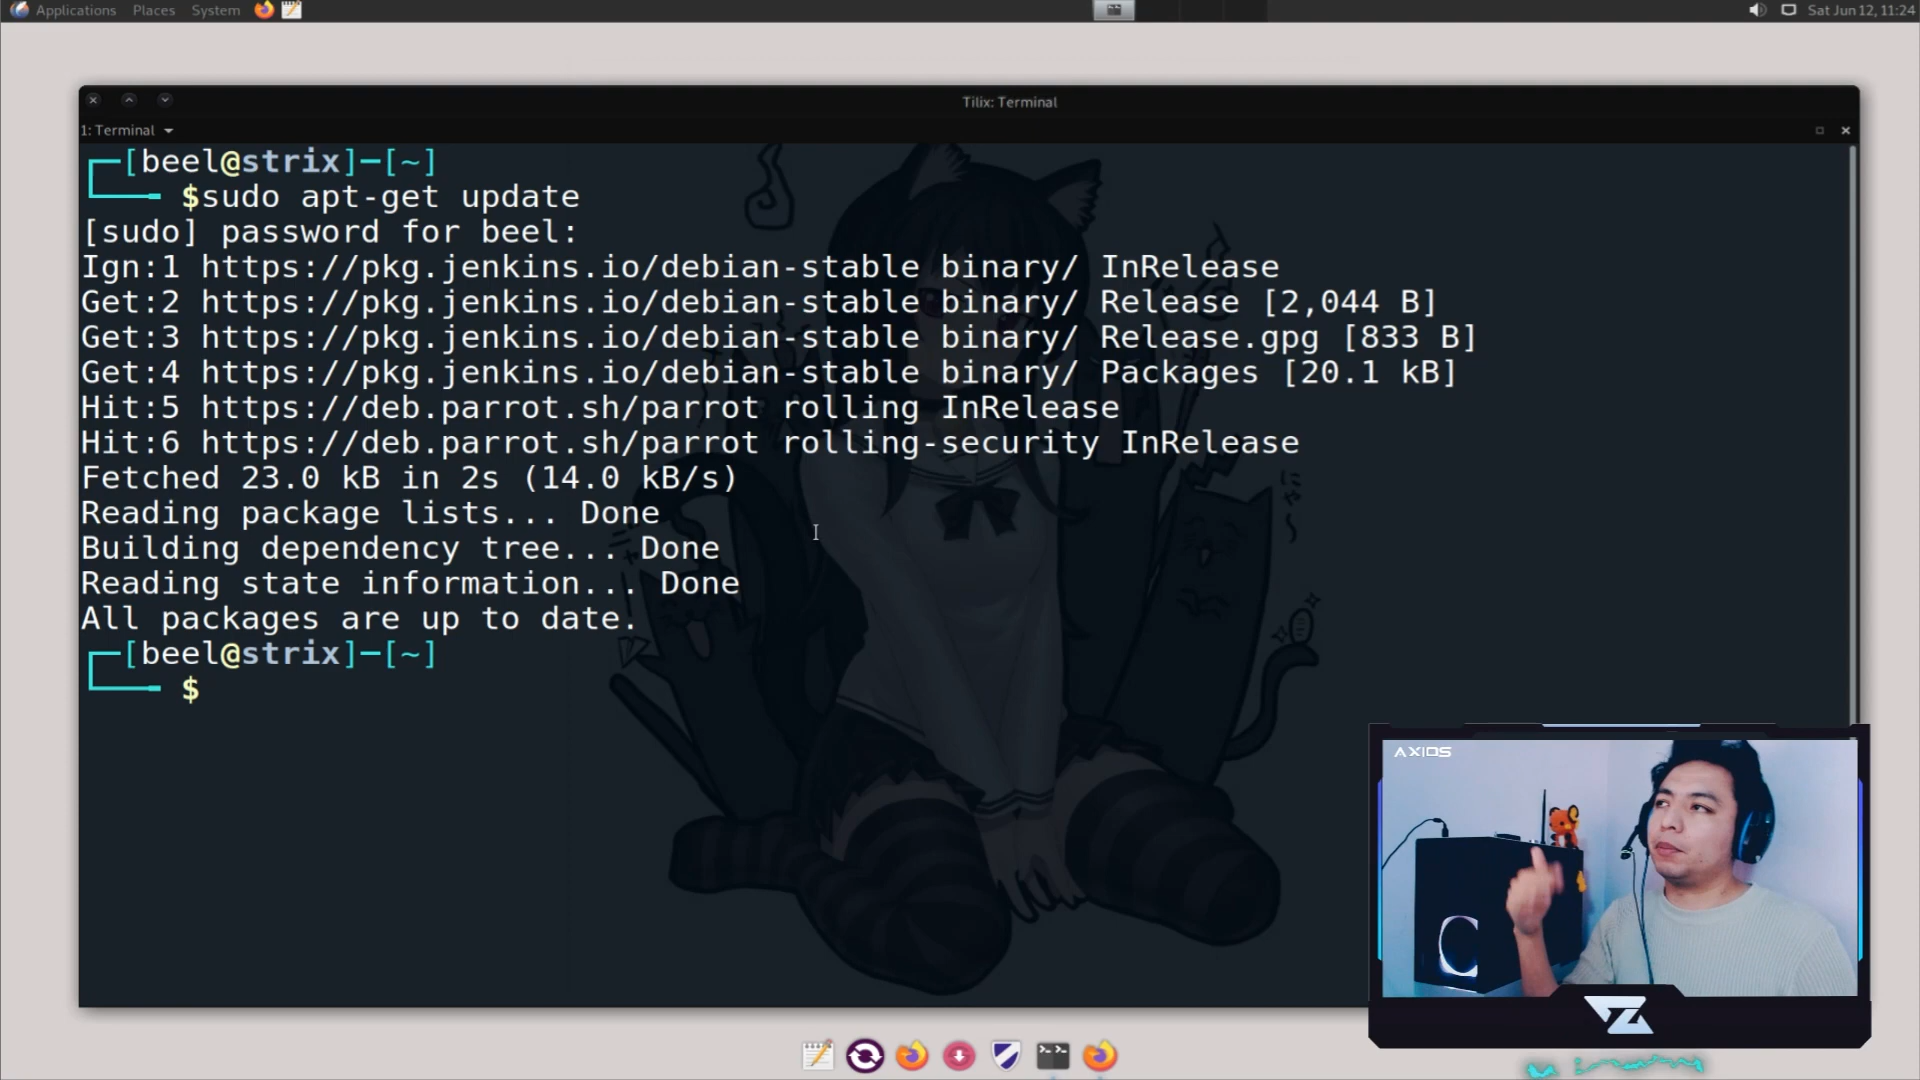 Applications Places System
Sat Jun 12, 11:24
Tilix: Terminal
1: Terminal
[beel@strix]─[~]
$sudo apt-get update
[sudo] password for beel:
Ign:1 https://pkg.jenkins.io/debian-stable binary/ InRelease
Get:2 https://pkg.jenkins.io/debian-stable binary/ Release [2,044 B]
Get:3 https://pkg.jenkins.io/debian-stable binary/ Release.gpg [833 B]
Get:4 https://pkg.jenkins.io/debian-stable binary/ Packages [20.1 kB]
Hit:5 https://deb.parrot.sh/parrot rolling InRelease
Hit:6 https://deb.parrot.sh/parrot rolling-security InRelease
Fetched 23.0 kB in 2s (14.0 kB/s)
Reading package lists... Done
Building dependency tree... Done
Reading state information... Done
All packages are up to date.
[beel@strix]─[~]
$
AXIOS